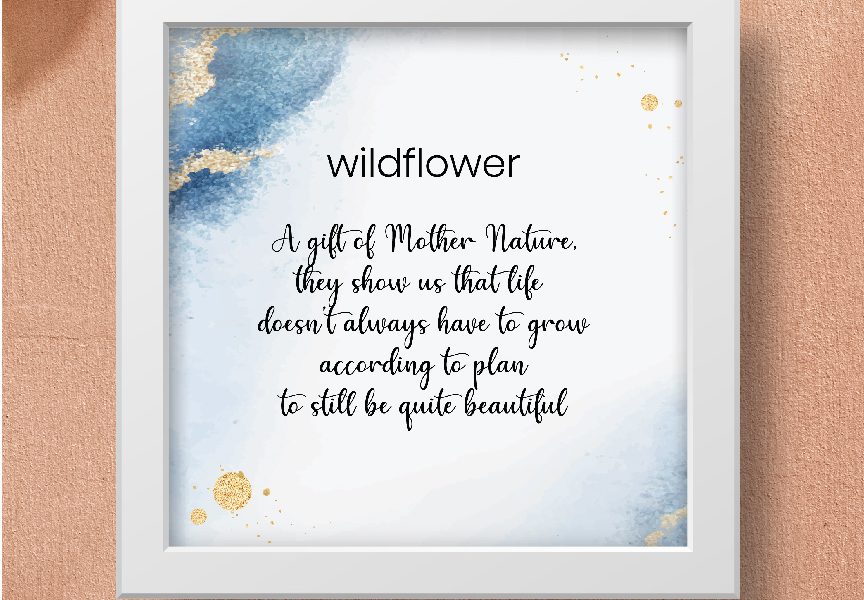 wildflower
A gift of Mother Nature,
they show us that life
doesn't always have to grow
according to plan
to still be quite beautiful